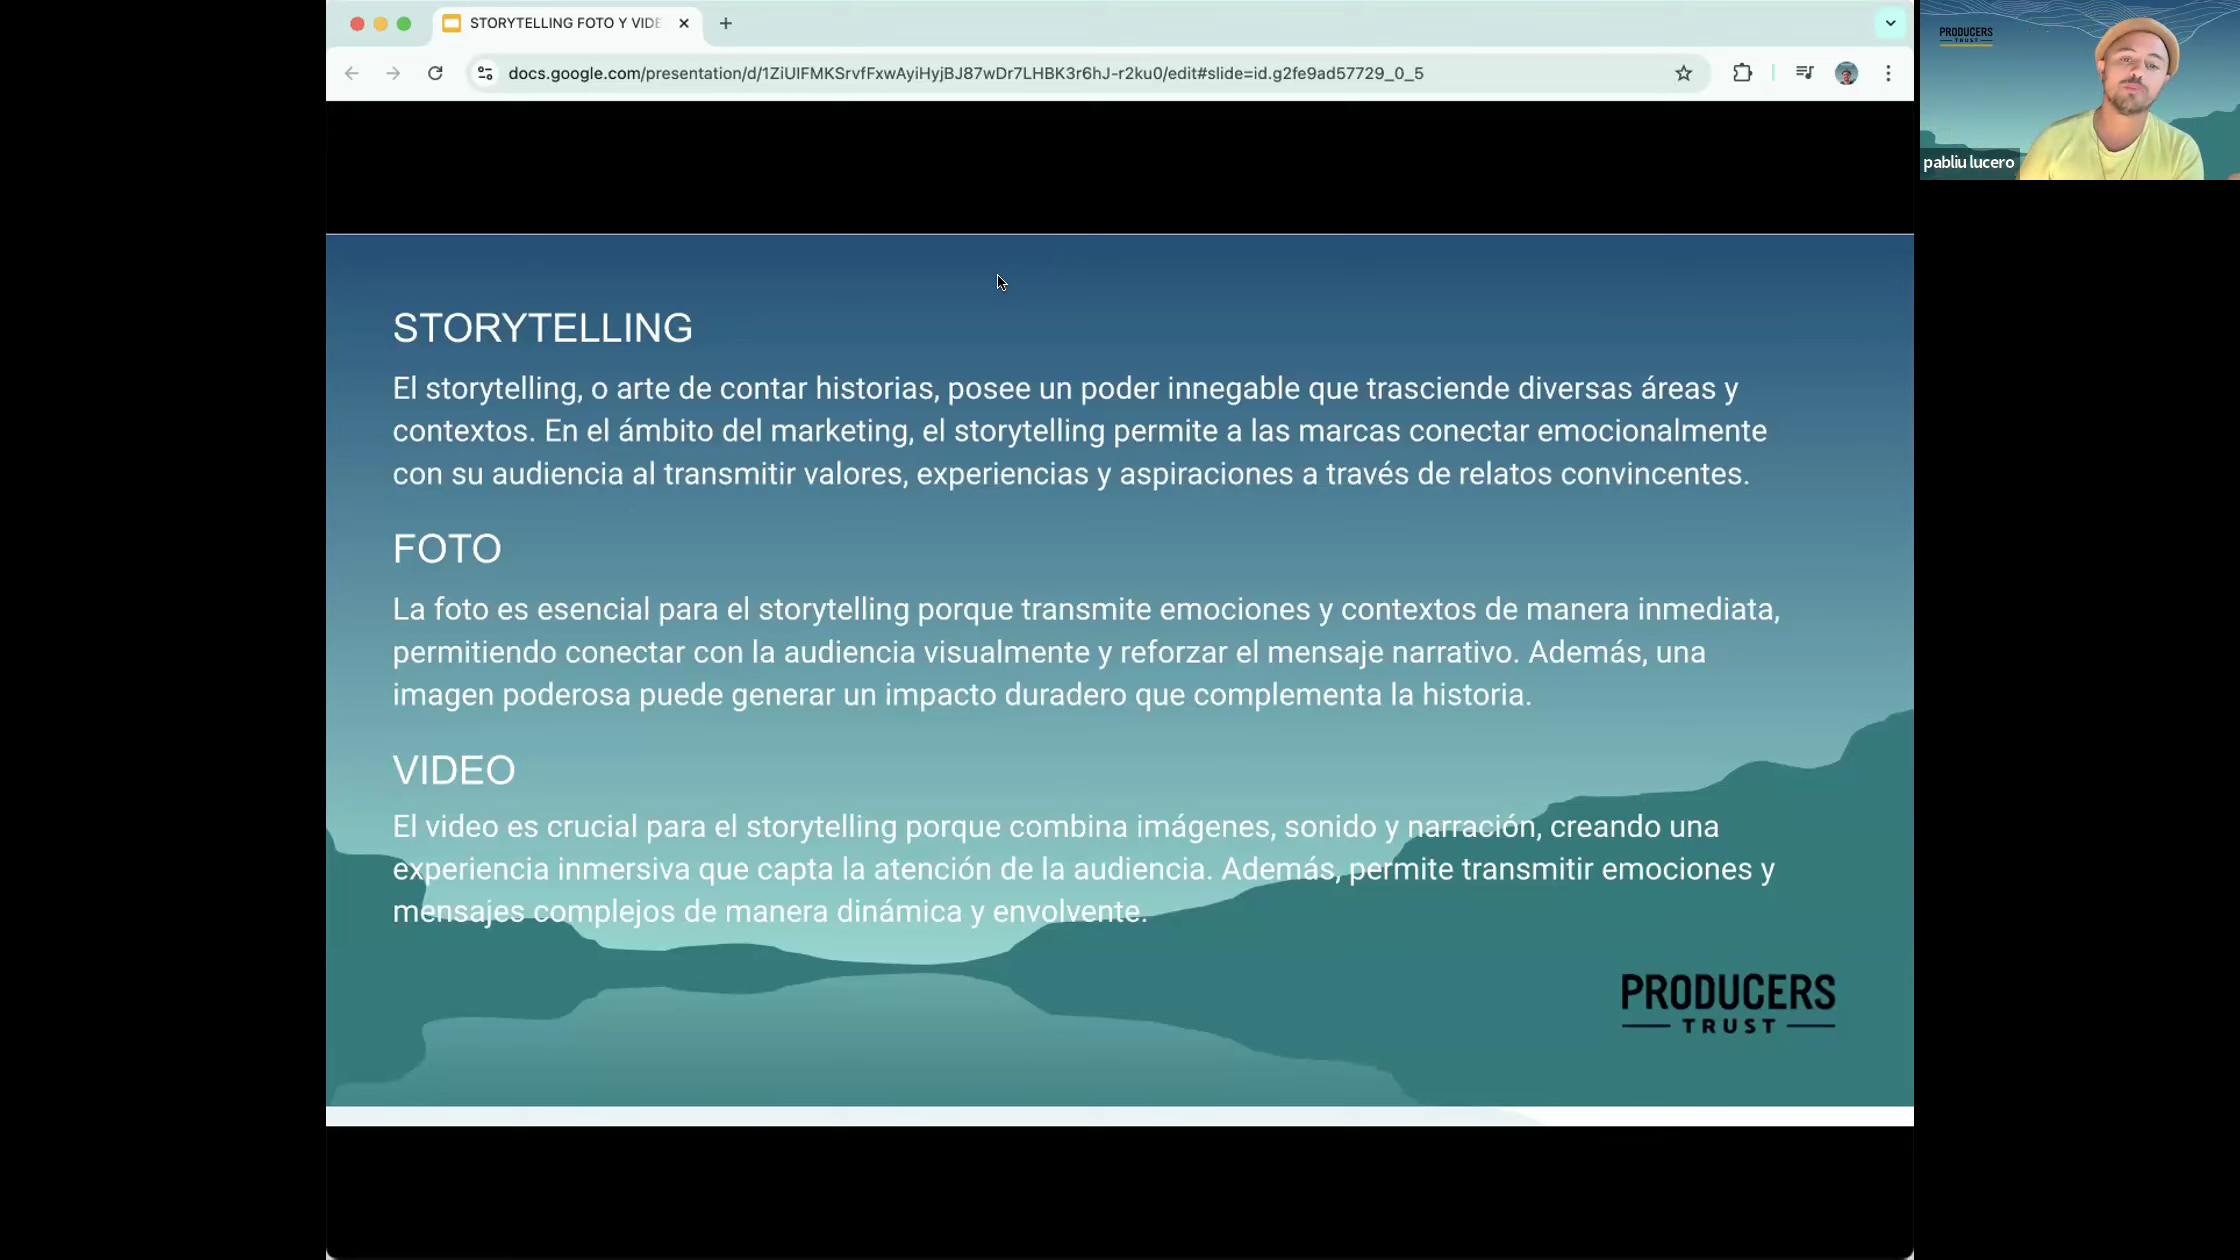 STORYTELLING FOTO Y VIDE
docs.google.com/presentation/d/1ZiUIFMKSrvfFxwAyiHyjBJ87wDr7LHBK3r6hJ-r2ku0/edit#slide=id.g2fe9ad57729_0_5
PRODUCERS
TRUST
pabliu lucero
STORYTELLING
El storytelling, o arte de contar historias, posee un poder innegable que trasciende diversas áreas y
contextos. En el ámbito del marketing, el storytelling permite a las marcas conectar emocionalmente
con su audiencia al transmitir valores, experiencias y aspiraciones a través de relatos convincentes.
FOTO
La foto es esencial para el storytelling porque transmite emociones y contextos de manera inmediata,
permitiendo conectar con la audiencia visualmente y reforzar el mensaje narrativo. Además, una
imagen poderosa puede generar un impacto duradero que complementa la historia.
VIDEO
El video es crucial para el storytelling porque combina imágenes, sonido y narración, creando una
experiencia inmersiva que capta la atención de la audiencia. Además, permite transmitir emociones y
mensajes complejos de manera dinámica y envolvente.
PRODUCERS
TRUST